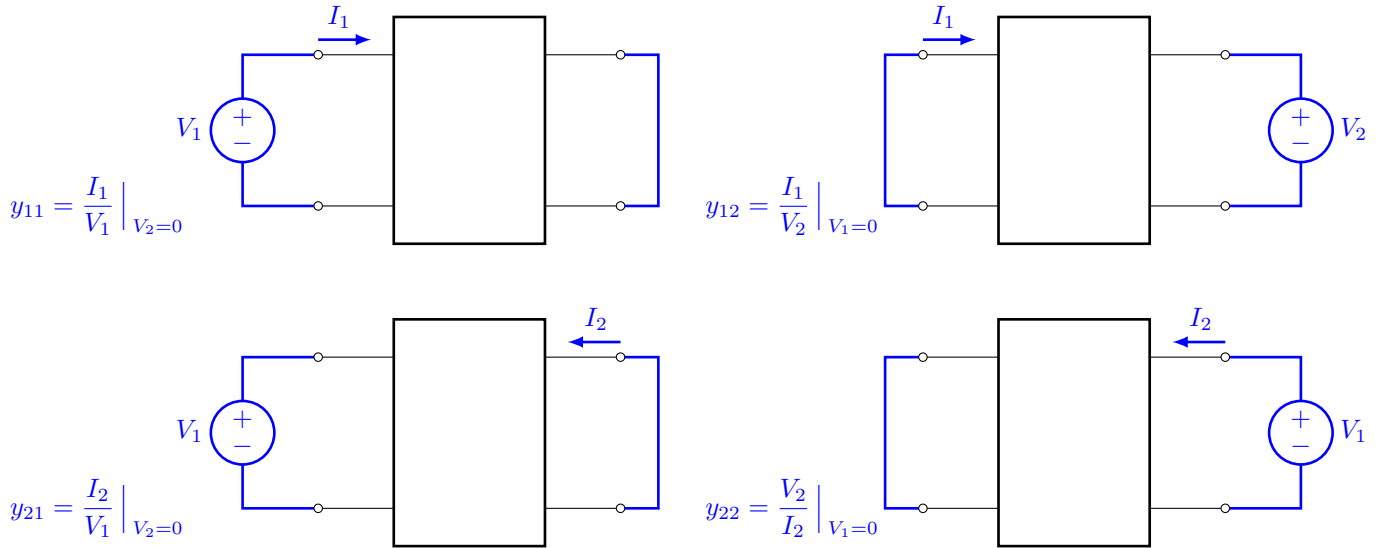 I₁
V₁ + −
y₁₁ = I₁/V₁ |_{V₂=0}
I₁
+ − V₂
y₁₂ = I₁/V₂ |_{V₁=0}
I₂
V₁ + −
y₂₁ = I₂/V₁ |_{V₂=0}
I₂
+ − V₁
y₂₂ = V₂/I₂ |_{V₁=0}